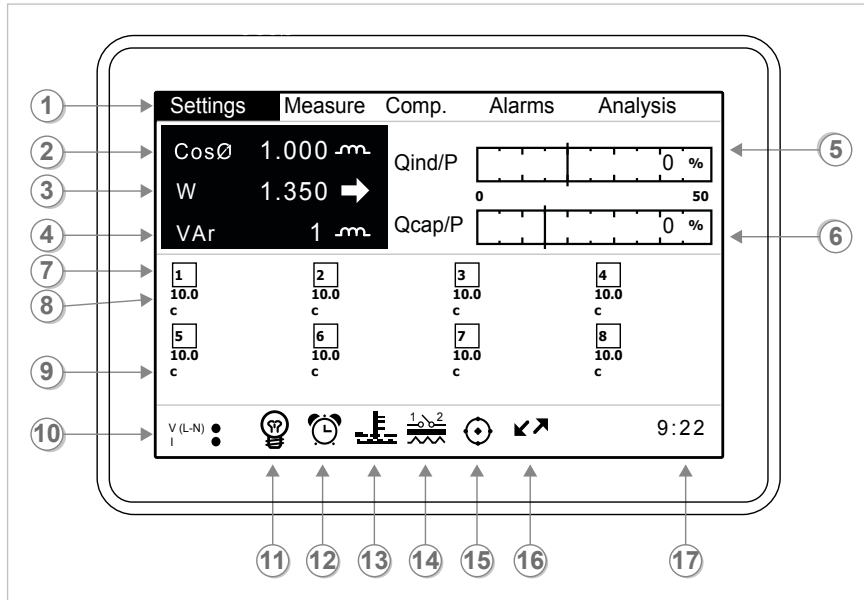 Settings Measure Comp. Alarms Analysis
CosØ 1.000
W 1.350
VAr 1
Qind/P 0 %
0 50
Qcap/P 0 %
1 2 3 4
10.0 10.0 10.0 10.0
c c c c
5 6 7 8
10.0 10.0 10.0 10.0
c c c c
V (L-N)
I
1 2
9:22
1
2
3
4
5
6
7
8
9
10
11 12 13 14 15 16 17